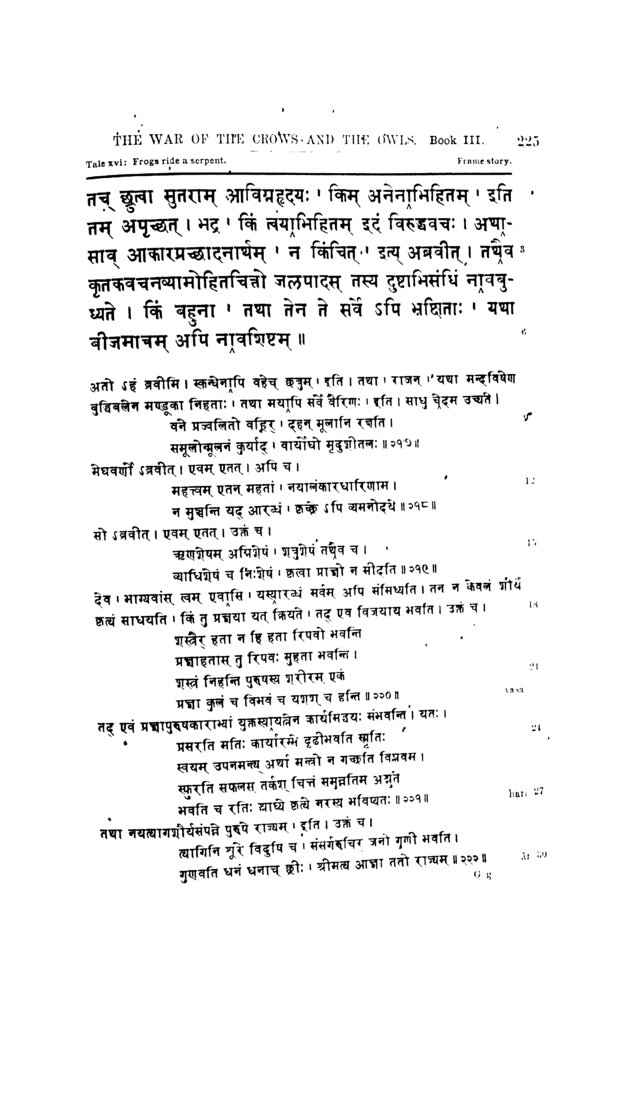 THE WAR OF THE CROWS AND THE OWLS. Book III. 225
Tale xvi: Frogs ride a serpent. Frame story.
तच् छ्रुत्वा सुतराम् आविग्नहृदयः । किम् अनेनाभिहितम् । इति
तम् अपृच्छत् । भद्र । किं त्वयाभिहितम् इदं विरुद्धवचः । अथा-
साव् आकारप्रच्छादनार्थम् । न किंचित् । इत्य् अब्रवीत् । तथैव 3
कृतकवचनव्यामोहितचित्तो जलपादस् तस्य दुष्टाभिसंधिं नावबु-
ध्यते । किं बहुना । तथा तेन ते सर्वे ऽपि भक्षिताः । यथा
बीजमात्रम् अपि नावशिष्टम् ॥ 6
अतो ऽहं ब्रवीमि । स्कन्धेनापि वहेच् छत्रुम् । इति । तथा । राजन् । यथा मन्दविषेण
बुद्धिबलेन मण्डूका निहताः । तथा मयापि सर्वे वैरिणः । इति । साधु चेदम् उच्यते ।
वने प्रज्वलितो वह्निर् । दहन् मूलानि रक्षति ।
समूलोन्मूलनं कुर्याद् । वार्योघो मृदुशीतलः ॥ २१७ ॥
मेघवर्णो ऽब्रवीत् । एवम् एतत् । अपि च ।
महत्त्वम् एतन् महतां । नयालंकारधारिणाम् । 12
न मुञ्चन्ति यद् आरब्धं । कृच्छ्रे ऽपि व्यसनोदये ॥ २१८ ॥
सो ऽब्रवीत् । एवम् एतत् । उक्तं च ।
ऋणशेषम् अग्निशेषं । शत्रुशेषं तथैव च । 15
व्याधिशेषं च निःशेषं । कृत्वा प्राज्ञो न सीदति ॥ २१९ ॥
देव । भाग्यवांस् त्वम् एवासि । यस्यारब्धं सर्वम् अपि संसिध्यति । तन् न केवलं शौर्यं
कृत्यं साधयति । किं तु प्रज्ञया यत् क्रियते । तद् एव विजयाय भवति । उक्तं च । 18
शस्त्रैर् हता न हि हता रिपवो भवन्ति
प्रज्ञाहतास् तु रिपवः सुहता भवन्ति ।
शस्त्रं निहन्ति पुरुषस्य शरीरम् एकं 21
प्रज्ञा कुलं च विभवं च यशश् च हन्ति ॥ २२० ॥ vasa
तद् एवं प्रज्ञापुरुषकाराभ्यां युक्तस्यायत्नेन कार्यसिद्धयः संभवन्ति । यतः ।
प्रसरति मतिः कार्यारम्भे दृढीभवति स्मृतिः 24
स्वयम् उपनमन्त्य् अर्था मन्त्रो न गच्छति विप्लवम् ।
स्फुरति सफलस् तर्कश् चित्तं समुन्नतिम् अश्नुते
भवति च रतिः श्लाघ्ये कृत्ये नरस्य भविष्यतः ॥ २२१ ॥ hari 27
तथा नयत्यागशौर्यसंपन्ने पुरुषे राज्यम् । इति । उक्तं च ।
त्यागिनि शूरे विदुषि च । संसर्गरुचिर् जनो गुणी भवति ।
गुणवति धनं धनाच् छ्रीः । श्रीमत्य् आज्ञा ततो राज्यम् ॥ २२२ ॥ ār 30
G g